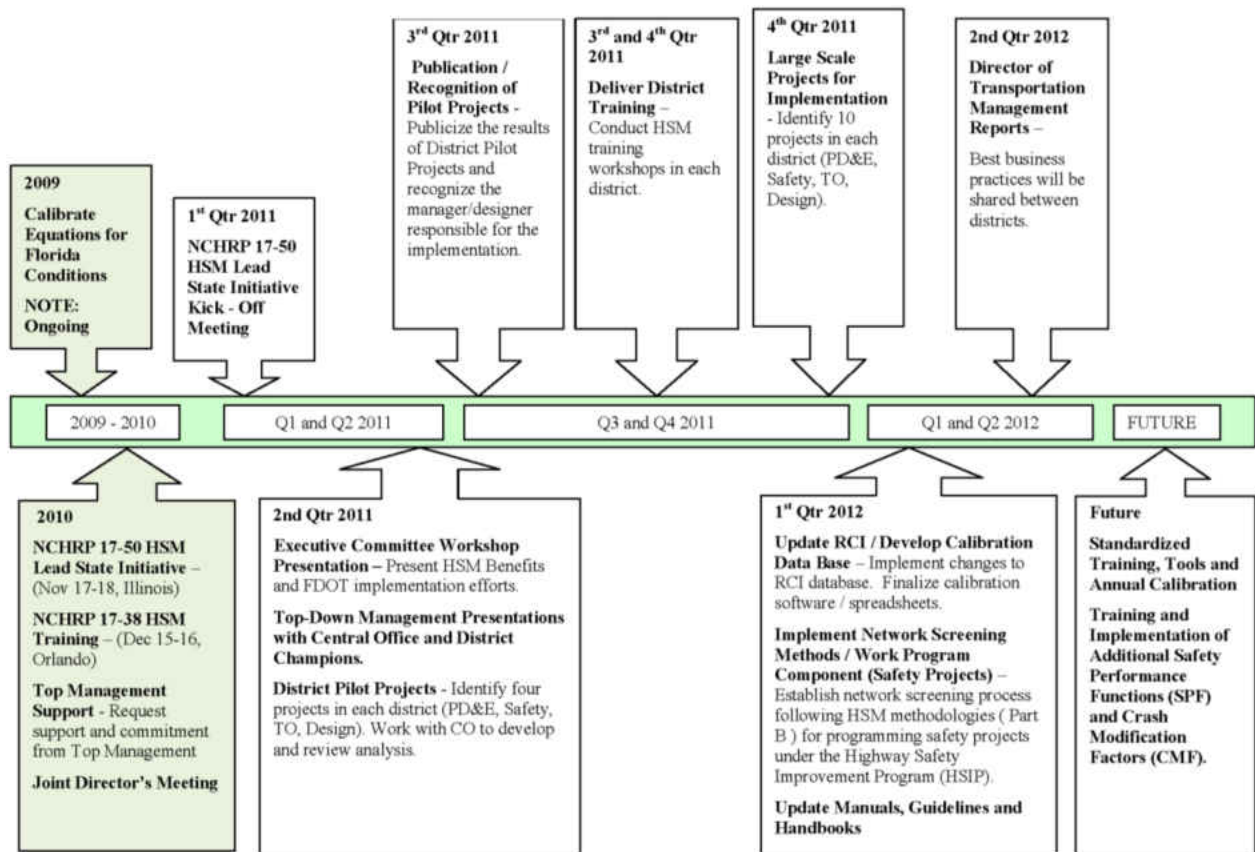 3rd Qtr 2011
Publication /
Recognition of
Pilot Projects -
Publicize the results
of District Pilot
Projects and
recognize the
manager/designer
responsible for the
implementation.
3rd and 4th Qtr
2011
Deliver District
Training –
Conduct HSM
training
workshops in each
district.
4th Qtr 2011
Large Scale
Projects for
Implementation
- Identify 10
projects in each
district (PD&E,
Safety, TO,
Design).
2nd Qtr 2012
Director of
Transportation
Management
Reports –
Best business
practices will be
shared between
districts.
2009
Calibrate
Equations for
Florida
Conditions
NOTE:
Ongoing
1st Qtr 2011
NCHRP 17-50
HSM Lead
State Initiative
Kick - Off
Meeting
2009 - 2010
Q1 and Q2 2011
Q3 and Q4 2011
Q1 and Q2 2012
FUTURE
2010
NCHRP 17-50 HSM
Lead State Initiative –
(Nov 17-18, Illinois)
NCHRP 17-38 HSM
Training – (Dec 15-16,
Orlando)
Top Management
Support - Request
support and commitment
from Top Management
Joint Director's Meeting
2nd Qtr 2011
Executive Committee Workshop
Presentation – Present HSM Benefits
and FDOT implementation efforts.
Top-Down Management Presentations
with Central Office and District
Champions.
District Pilot Projects - Identify four
projects in each district (PD&E, Safety,
TO, Design). Work with CO to develop
and review analysis.
1st Qtr 2012
Update RCI / Develop Calibration
Data Base – Implement changes to
RCI database. Finalize calibration
software / spreadsheets.
Implement Network Screening
Methods / Work Program
Component (Safety Projects) –
Establish network screening process
following HSM methodologies ( Part
B ) for programming safety projects
under the Highway Safety
Improvement Program (HSIP).
Update Manuals, Guidelines and
Handbooks
Future
Standardized
Training, Tools and
Annual Calibration
Training and
Implementation of
Additional Safety
Performance
Functions (SPF)
and Crash
Modification
Factors (CMF).